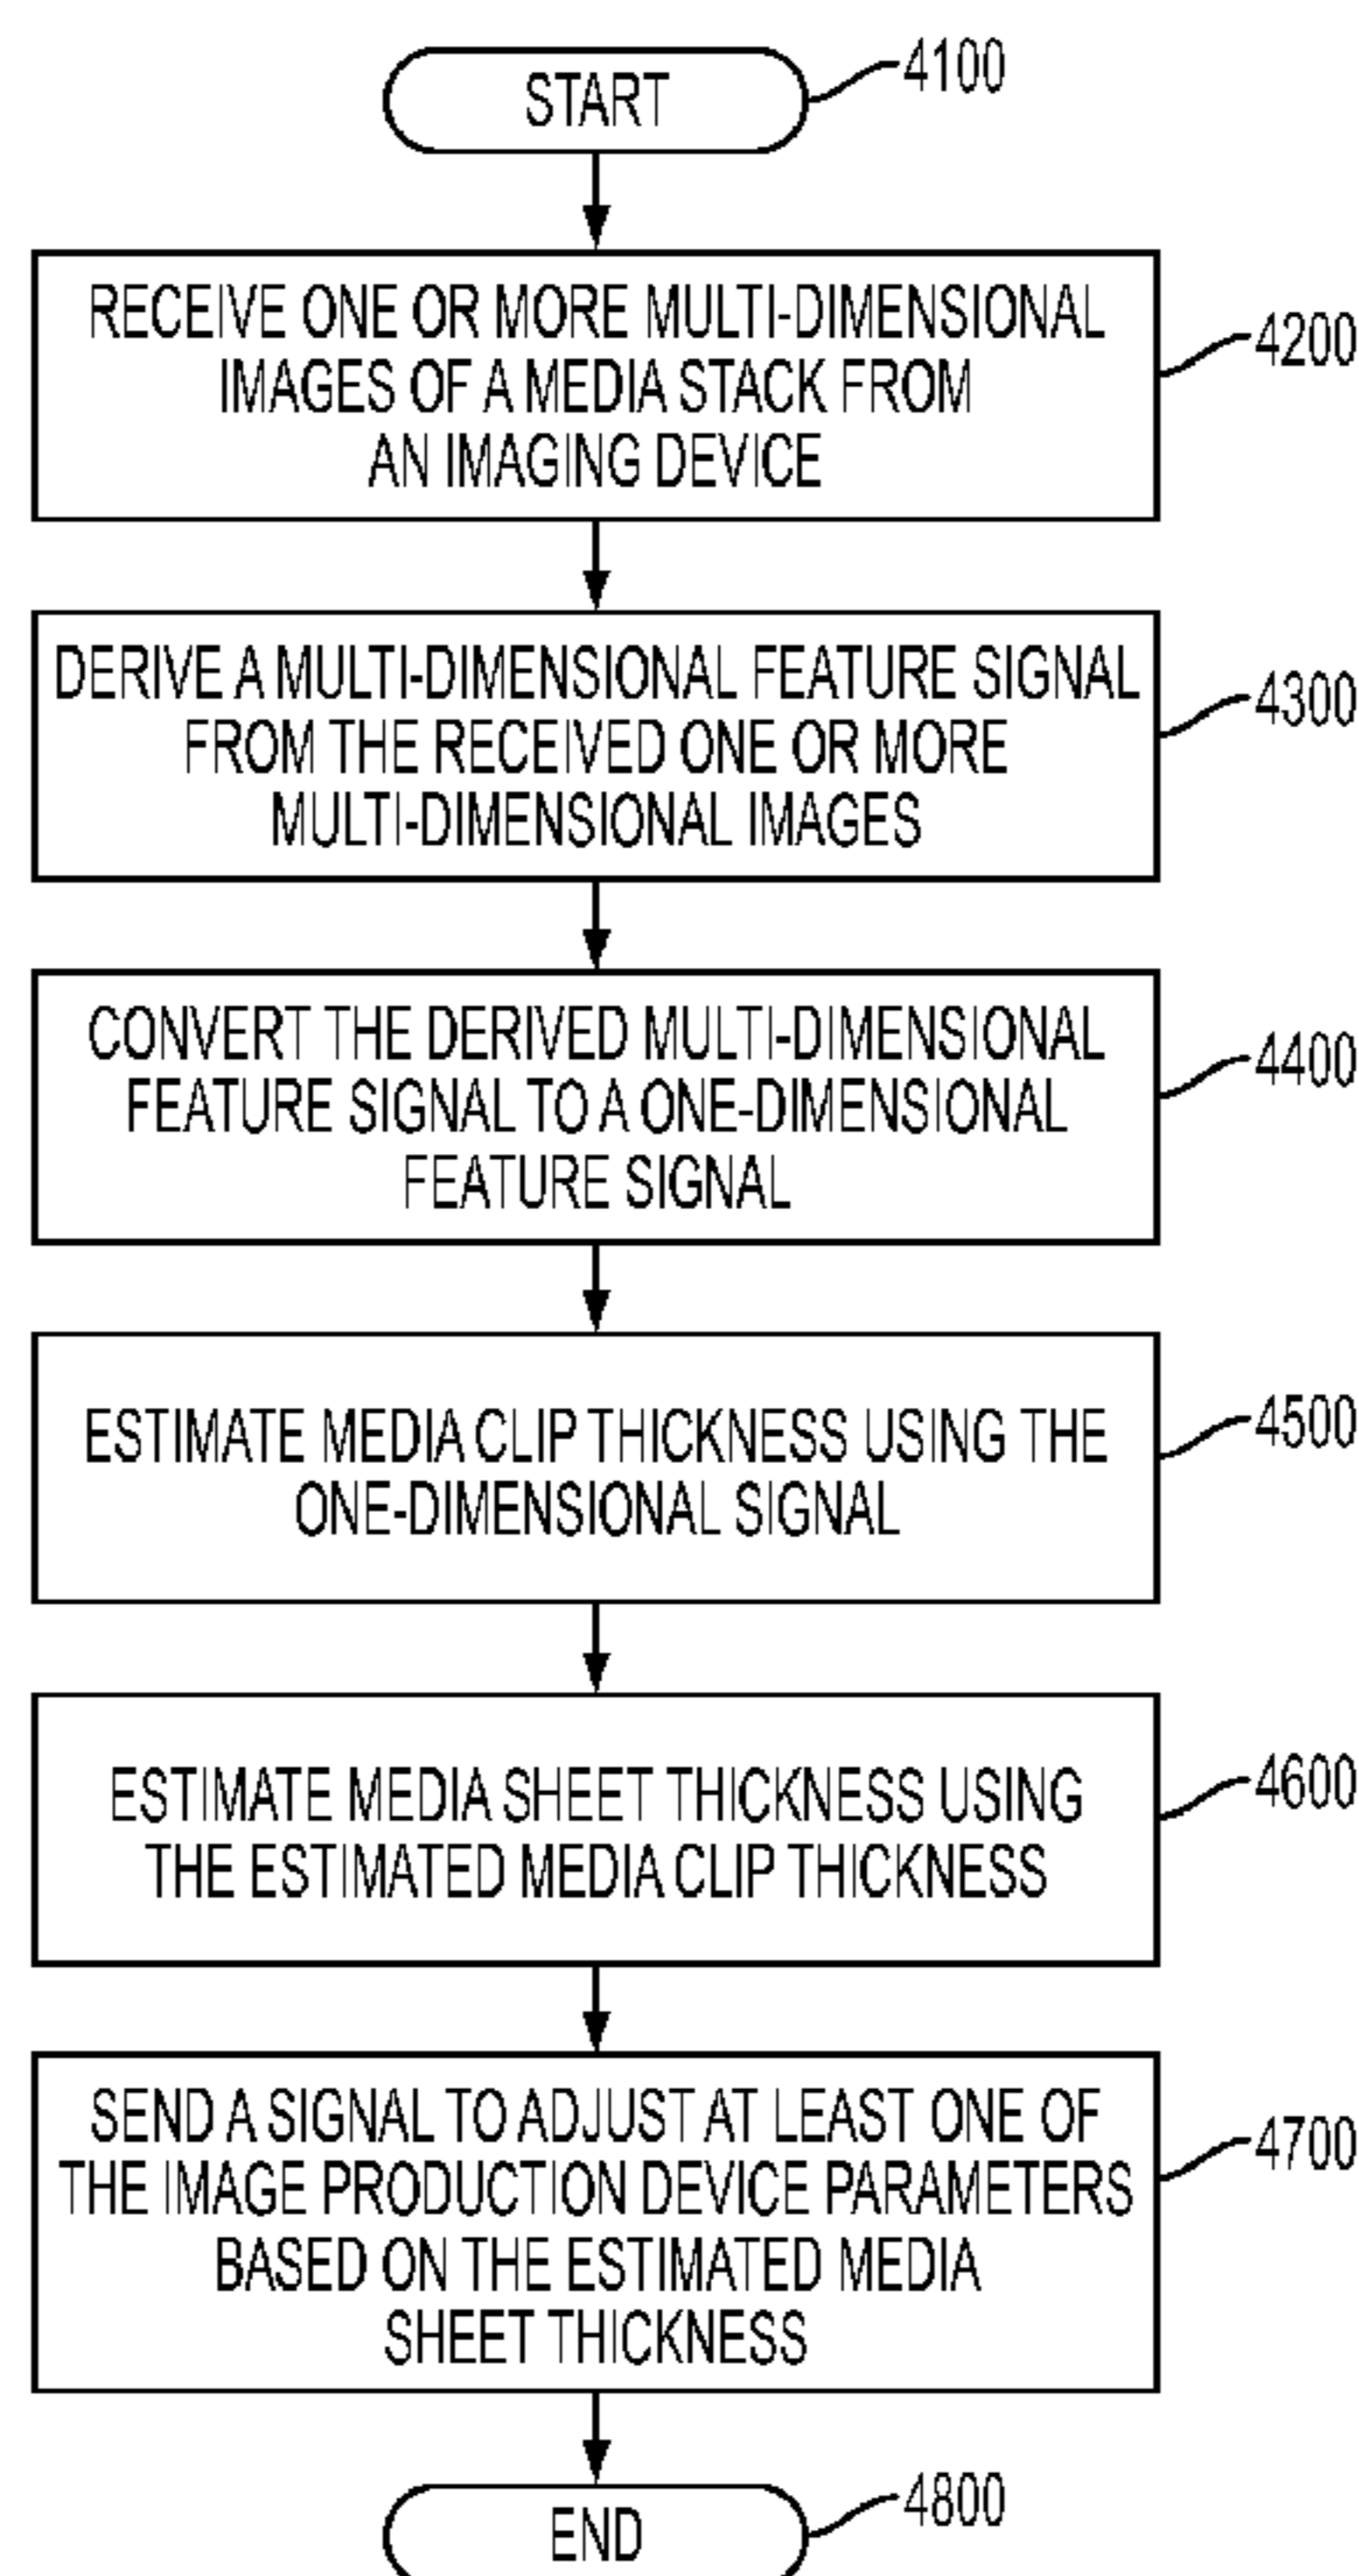 START
4100
RECEIVE ONE OR MORE MULTI-DIMENSIONAL
IMAGES OF A MEDIA STACK FROM
AN IMAGING DEVICE
4200
DERIVE A MULTI-DIMENSIONAL FEATURE SIGNAL
FROM THE RECEIVED ONE OR MORE
MULTI-DIMENSIONAL IMAGES
4300
CONVERT THE DERIVED MULTI-DIMENSIONAL
FEATURE SIGNAL TO A ONE-DIMENSIONAL
FEATURE SIGNAL
4400
ESTIMATE MEDIA CLIP THICKNESS USING THE
ONE-DIMENSIONAL SIGNAL
4500
ESTIMATE MEDIA SHEET THICKNESS USING
THE ESTIMATED MEDIA CLIP THICKNESS
4600
SEND A SIGNAL TO ADJUST AT LEAST ONE OF
THE IMAGE PRODUCTION DEVICE PARAMETERS
BASED ON THE ESTIMATED MEDIA
SHEET THICKNESS
4700
END
4800